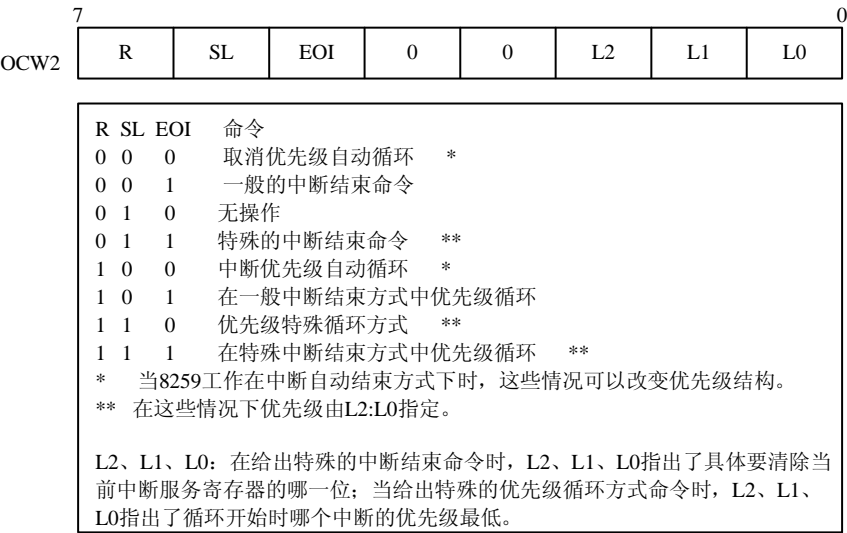 7 0
OCW2 R SL EOI 0 0 L2 L1 L0
R SL EOI 命令
0 0 0 取消优先级自动循环 *
0 0 1 一般的中断结束命令
0 1 0 无操作
0 1 1 特殊的中断结束命令 **
1 0 0 中断优先级自动循环 *
1 0 1 在一般中断结束方式中优先级循环
1 1 0 优先级特殊循环方式 **
1 1 1 在特殊中断结束方式中优先级循环 **
* 当8259工作在中断自动结束方式下时，这些情况可以改变优先级结构。
** 在这些情况下优先级由L2:L0指定。
L2、L1、L0：在给出特殊的中断结束命令时，L2、L1、L0指出了具体要清除当
前中断服务寄存器的哪一位；当给出特殊的优先级循环方式命令时，L2、L1、
L0指出了循环开始时哪个中断的优先级最低。